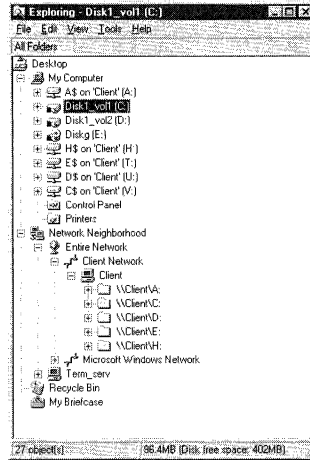 Exploring - Disk1_vol1 (C:)
File Edit View Tools Help
All Folders
Desktop
My Computer
A$ on 'Client' (A:)
Disk1_vol1 (C:)
Disk1_vol2 (D:)
Diskg (E:)
H$ on 'Client' (H:)
E$ on 'Client' (T:)
D$ on 'Client' (U:)
C$ on 'Client' (V:)
Control Panel
Printers
Network Neighborhood
Entire Network
Client Network
Client
\\Client\A:
\\Client\C:
\\Client\D:
\\Client\E:
\\Client\H:
Microsoft Windows Network
Term_serv
Recycle Bin
My Briefcase
27 object(s) 96.4MB (Disk free space: 402MB)